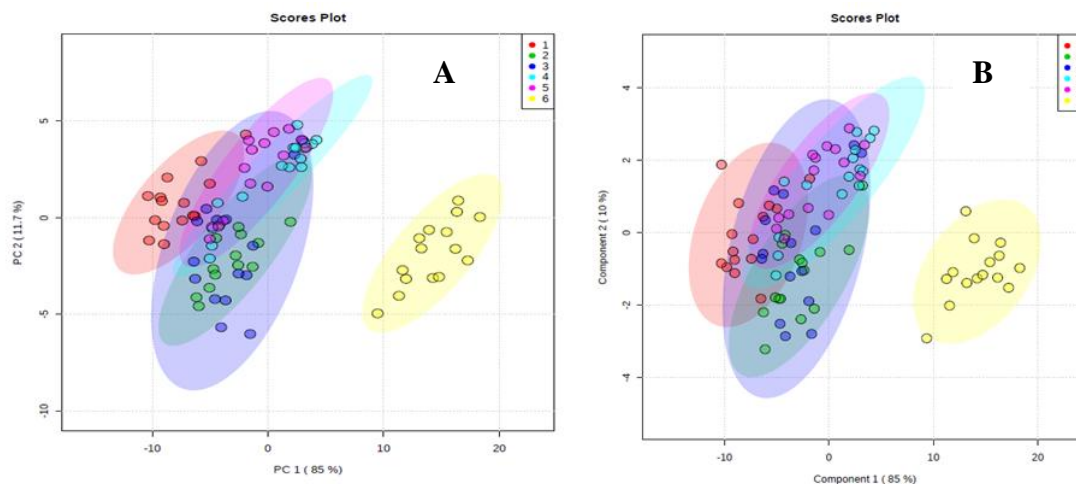 Scores Plot
A
1
2
3
4
5
6
PC 2 ( 11.7 %)
5
0
-5
-10
-10
0
10
20
PC 1 ( 85 %)
Scores Plot
B
Component 2 ( 10 %)
4
2
0
-2
-4
-10
0
10
20
Component 1 ( 85 %)